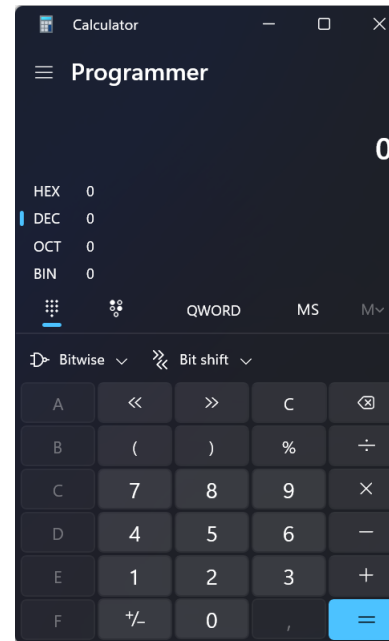 Calculator
Programmer
0
HEX 0
DEC 0
OCT 0
BIN 0
QWORD MS M
Bitwise Bit shift
A << >> C
B ( ) % ÷
C 7 8 9 ×
D 4 5 6 −
E 1 2 3 +
F +/− 0 , =